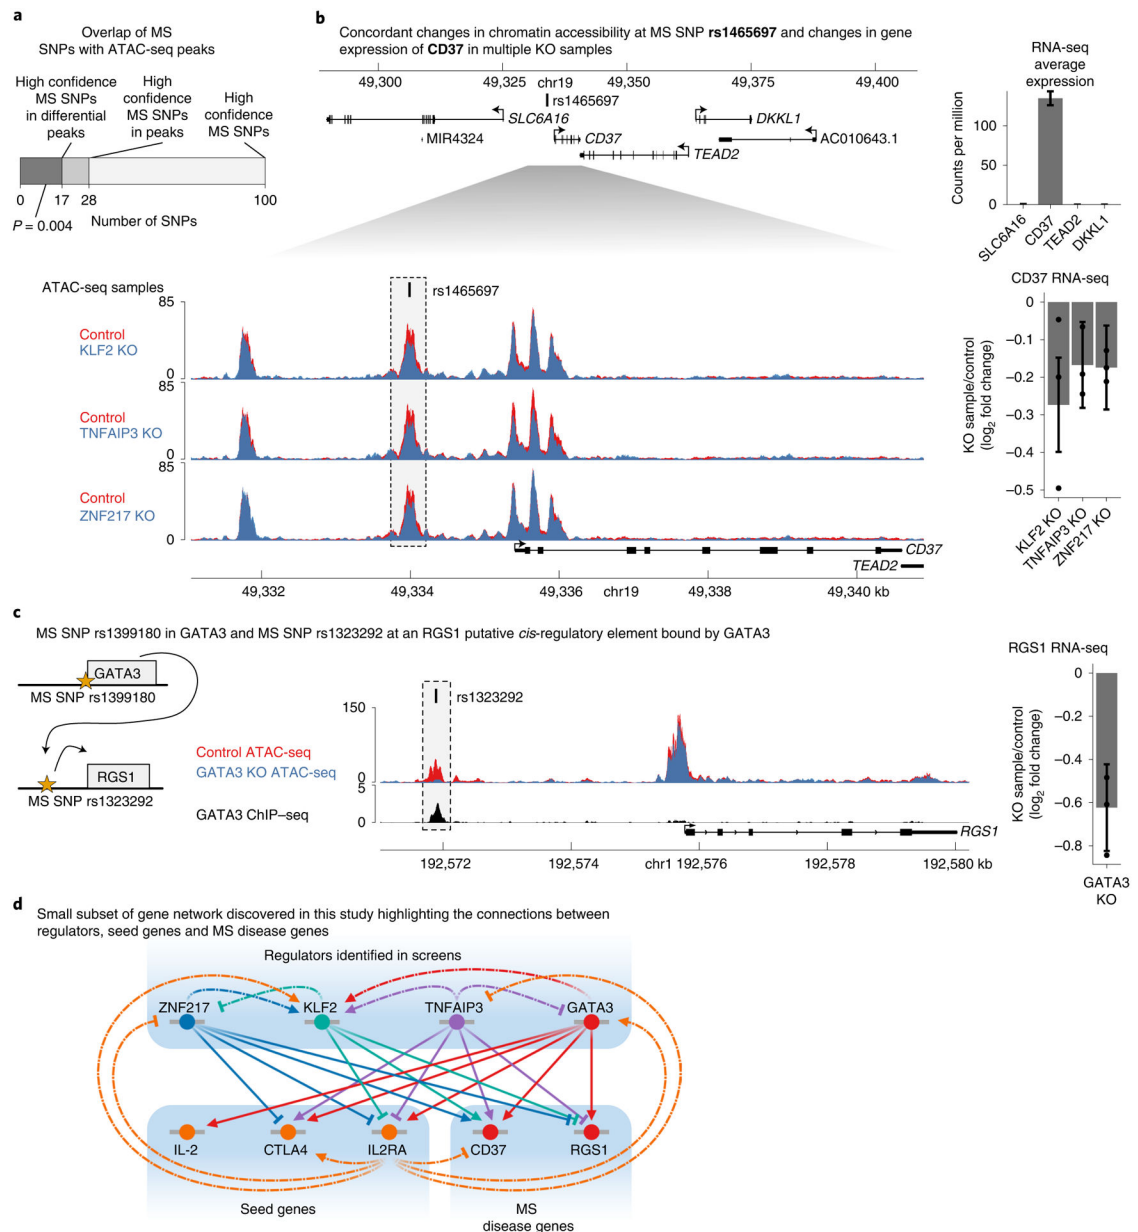 a
Overlap of MS
SNPs with ATAC-seq peaks
High confidence
MS SNPs
in differential
peaks
High
confidence
MS SNPs
in peaks
High
confidence
MS SNPs
0
17
28
100
P = 0.004
Number of SNPs
b
Concordant changes in chromatin accessibility at MS SNP rs1465697 and changes in gene
expression of CD37 in multiple KO samples
49,300
49,325
49,350
49,375
49,400
chr19
rs1465697
SLC6A16
DKKL1
MIR4324
CD37
AC010643.1
TEAD2
RNA-seq
average
expression
Counts per million
100
50
0
SLC6A16
CD37
TEAD2
DKKL1
ATAC-seq samples
rs1465697
85
Control
KLF2 KO
0
85
Control
TNFAIP3 KO
0
85
Control
ZNF217 KO
0
CD37
TEAD2
49,332
49,334
49,336
chr19
49,338
49,340 kb
CD37 RNA-seq
KO sample/control
(log2 fold change)
0
−0.1
−0.2
−0.3
−0.4
−0.5
KLF2 KO
TNFAIP3 KO
ZNF217 KO
c
MS SNP rs1399180 in GATA3 and MS SNP rs1323292 at an RGS1 putative cis-regulatory element bound by GATA3
GATA3
MS SNP rs1399180
RGS1
MS SNP rs1323292
rs1323292
150
Control ATAC-seq
GATA3 KO ATAC-seq
0
5
GATA3 ChIP–seq
0
RGS1
192,572
192,574
chr1
192,576
192,578
192,580 kb
RGS1 RNA-seq
KO sample/control
(log2 fold change)
0
−0.2
−0.4
−0.6
−0.8
GATA3
KO
d
Small subset of gene network discovered in this study highlighting the connections between
regulators, seed genes and MS disease genes
Regulators identified in screens
ZNF217
KLF2
TNFAIP3
GATA3
IL-2
CTLA4
IL2RA
CD37
RGS1
Seed genes
MS
disease genes